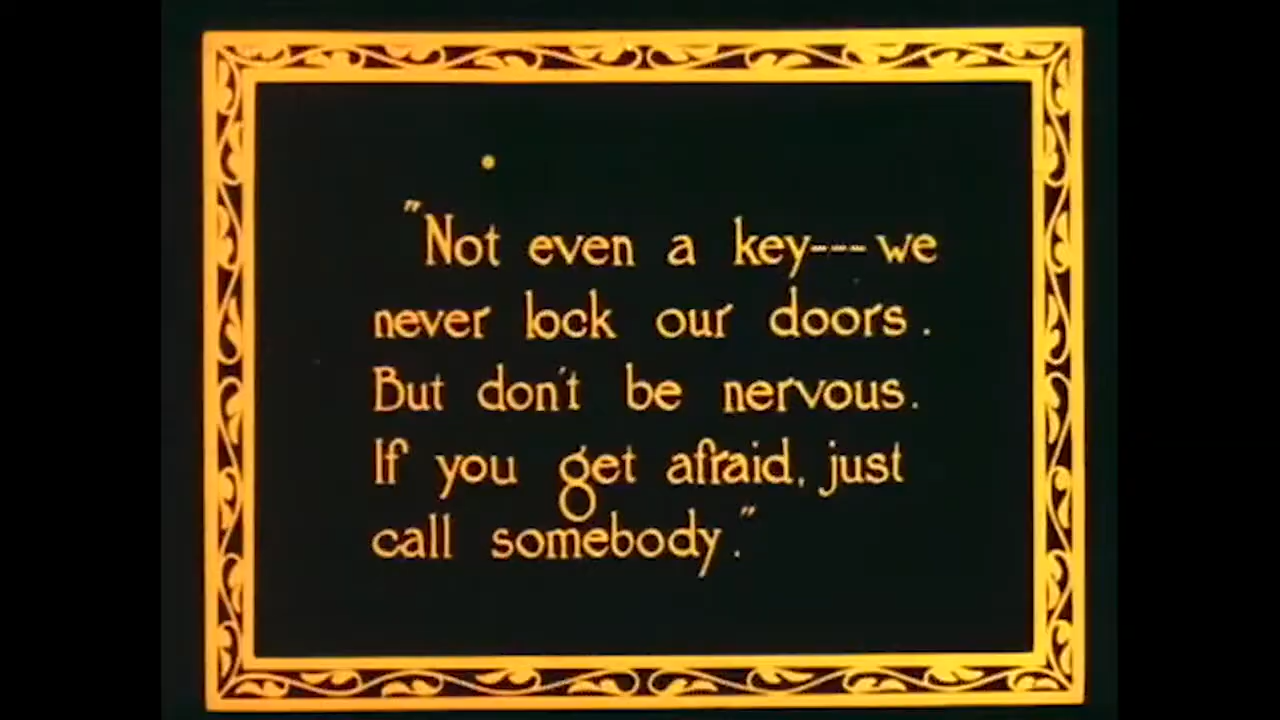 "Not even a key---we
never lock our doors.
But don't be nervous.
If you get afraid, just
call somebody."